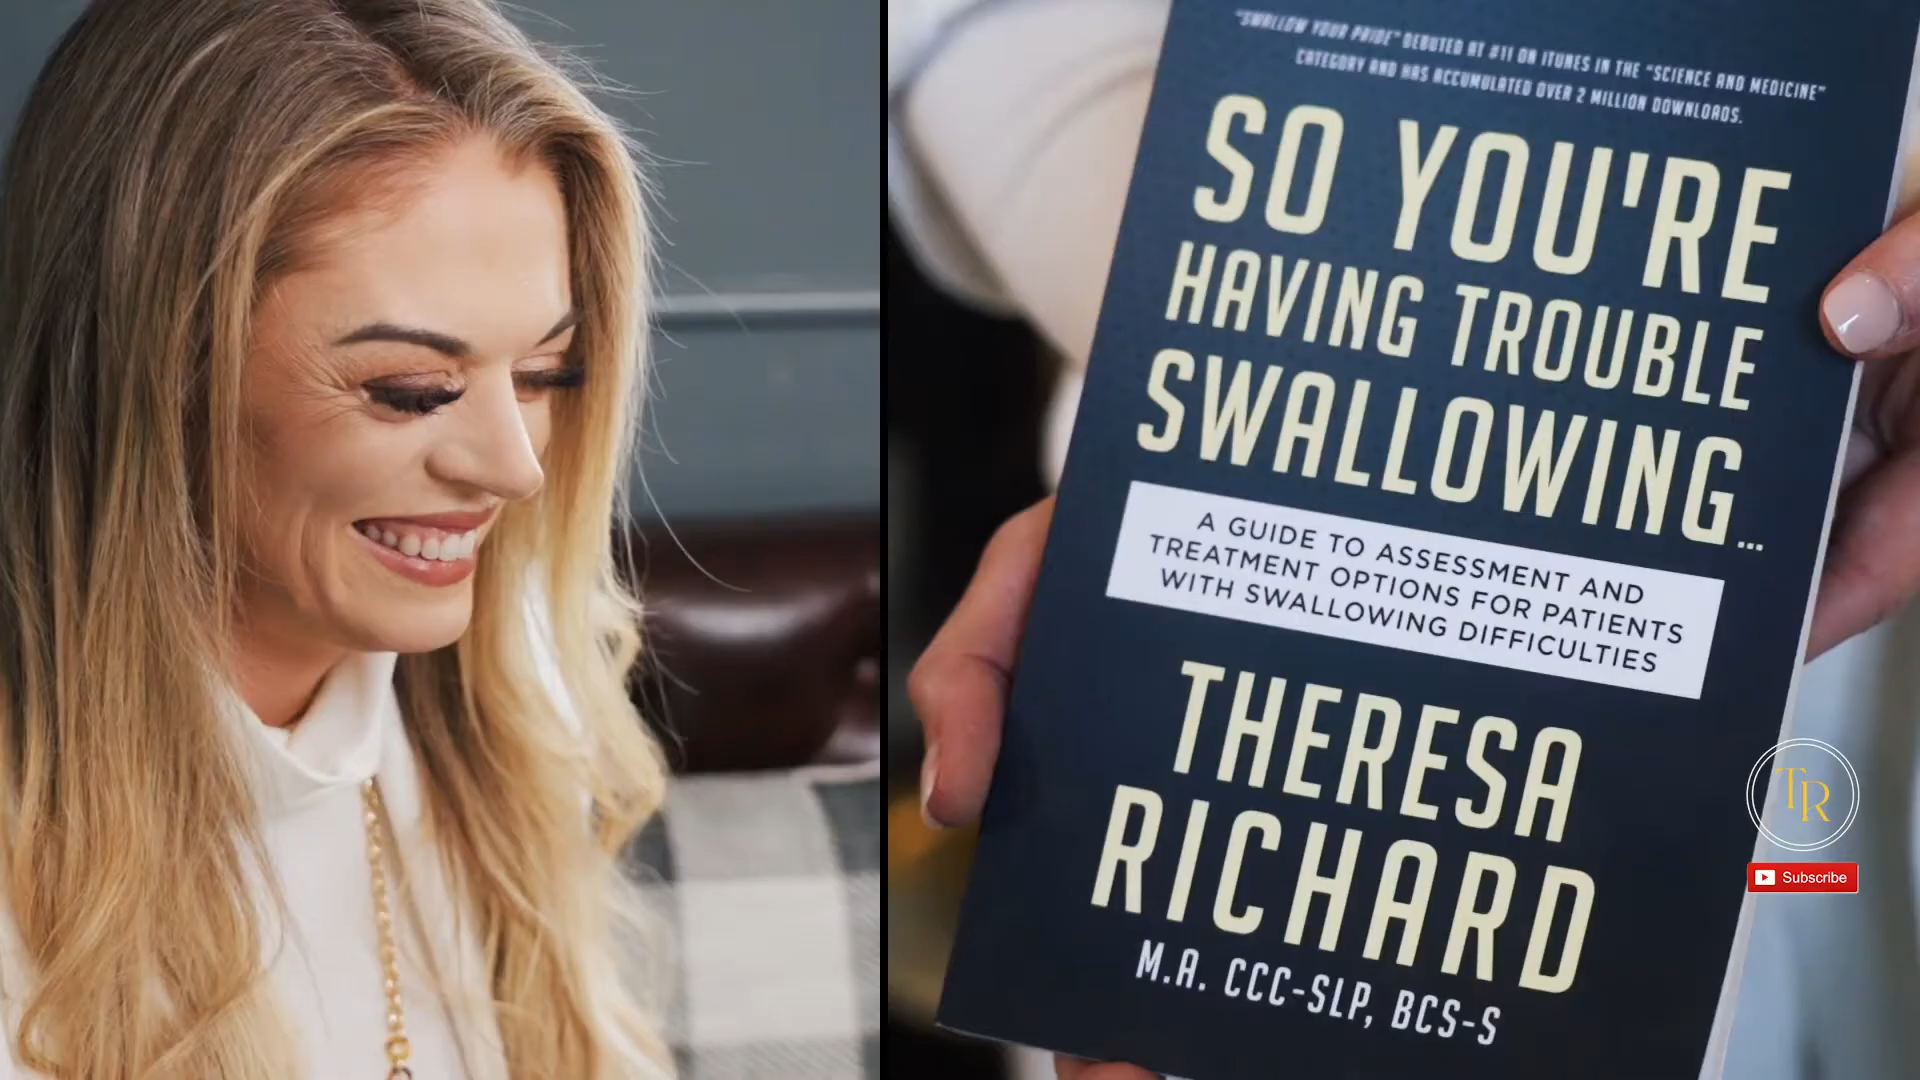 "SWALLOW YOUR PRIDE" DEBUTED AT #11 ON ITUNES IN THE "SCIENCE AND MEDICINE"
CATEGORY AND HAS ACCUMULATED OVER 2 MILLION DOWNLOADS.
SO YOU'RE
HAVING TROUBLE
SWALLOWING...
A GUIDE TO ASSESSMENT AND
TREATMENT OPTIONS FOR PATIENTS
WITH SWALLOWING DIFFICULTIES
THERESA
RICHARD
M.A. CCC-SLP, BCS-S
TR
Subscribe